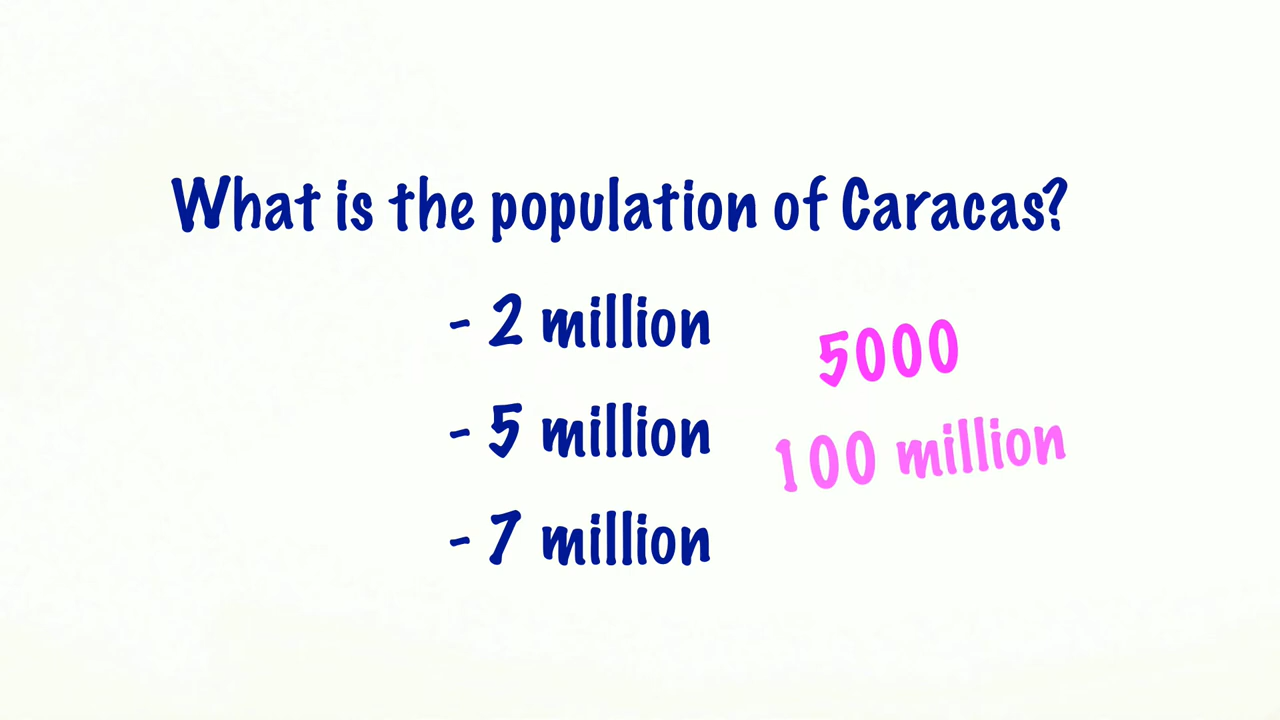 What is the population of Caracas?
- 2 million
5000
- 5 million
100 million
- 7 million